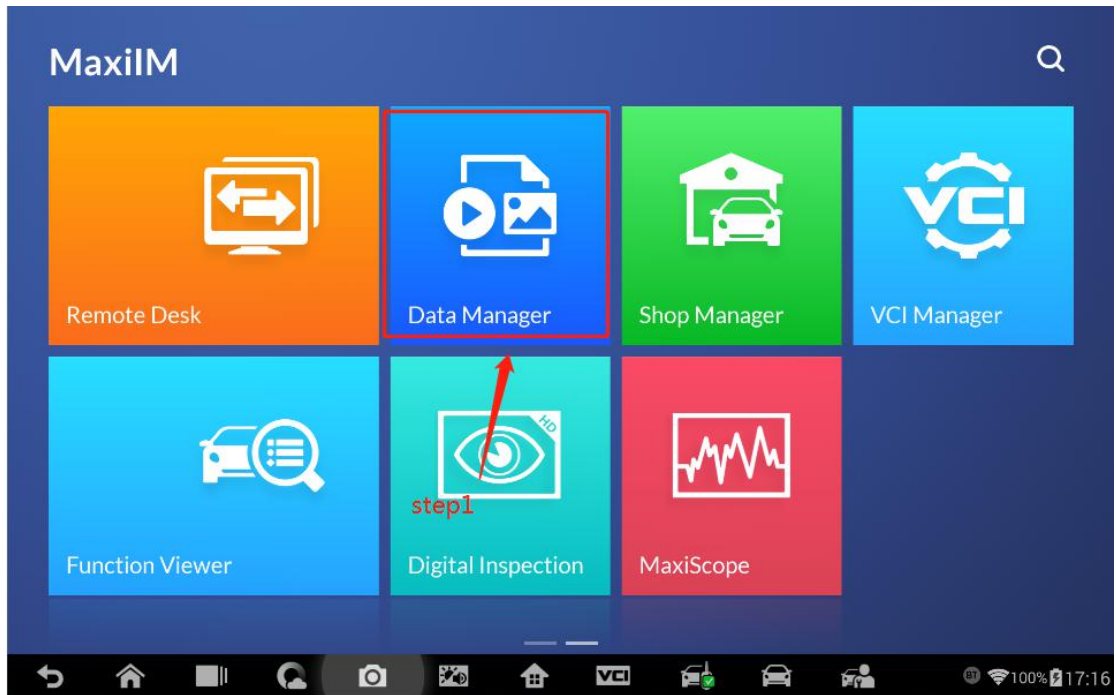 MaxiIM
VCI
Remote Desk
Data Manager
Shop Manager
VCI Manager
HD
step1
Function Viewer
Digital Inspection
MaxiScope
VCI
BT
100%
17:16